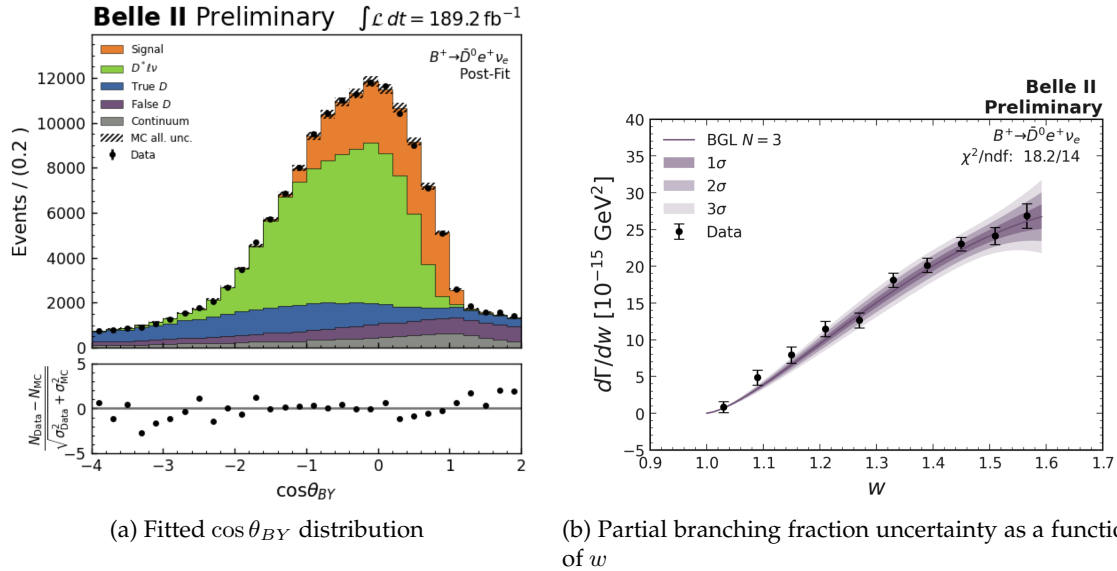 Belle II Preliminary ∫ℒ dt = 189.2 fb⁻¹
Signal
D*ℓν
True D
False D
Continuum
MC all. unc.
Data
B⁺→D̄⁰e⁺νₑ
Post-Fit
Events / (0.2 )
12000
10000
8000
6000
4000
2000
0
(N_Data − N_MC) / √(σ²_Data + σ²_MC)
5
0
−5
−4 −3 −2 −1 0 1 2
cosθ_BY
(a) Fitted cos θ_BY distribution
Belle II
Preliminary
BGL N = 3
1σ
2σ
3σ
Data
B⁺→D̄⁰e⁺νₑ
χ²/ndf: 18.2/14
dΓ/dw [10⁻¹⁵ GeV²]
40
35
30
25
20
15
10
5
0
−5
0.9 1.0 1.1 1.2 1.3 1.4 1.5 1.6 1.7
w
(b) Partial branching fraction uncertainty as a functio
of w